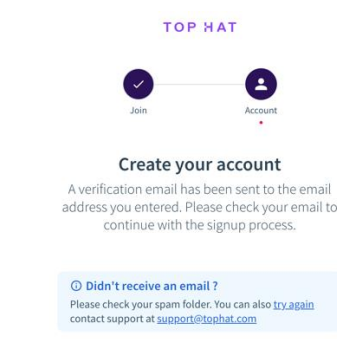 TOP HAT
Join
Account
Create your account
A verification email has been sent to the email
address you entered. Please check your email to
continue with the signup process.
Didn't receive an email ?
Please check your spam folder. You can also try again
contact support at support@tophat.com